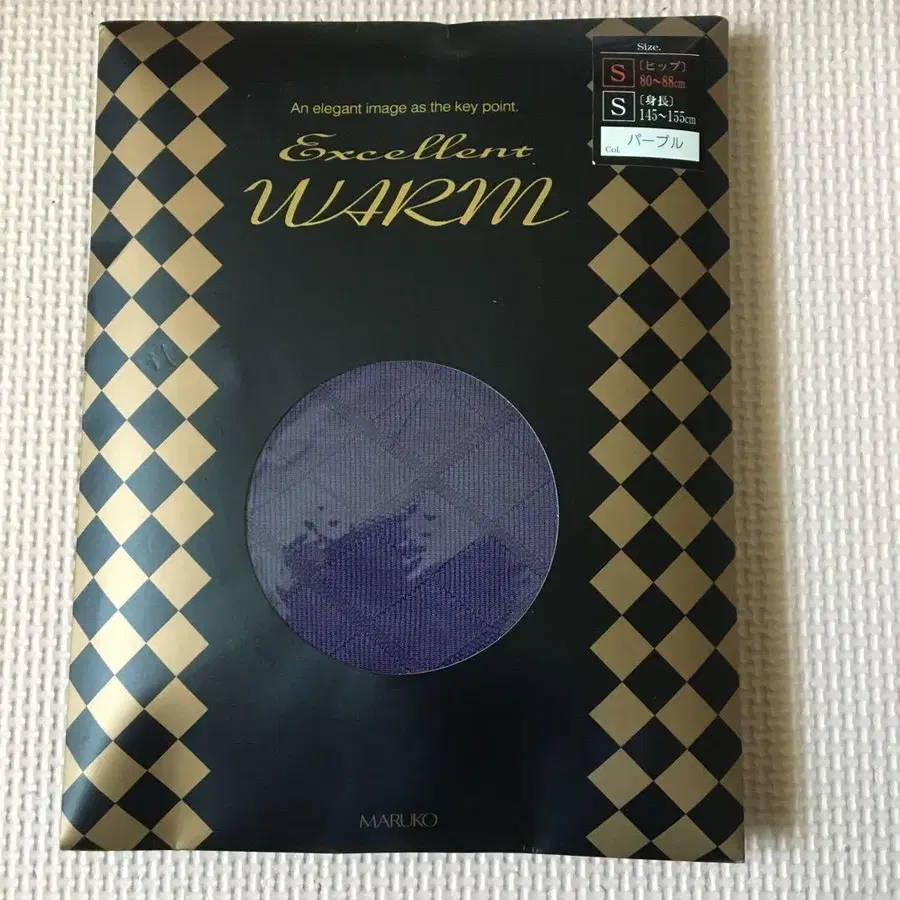 Size.
S [ヒップ]
80~88cm
S [身長]
145~155cm
Col. パープル
An elegant image as the key point.
Excellent
WARM
MARUKO